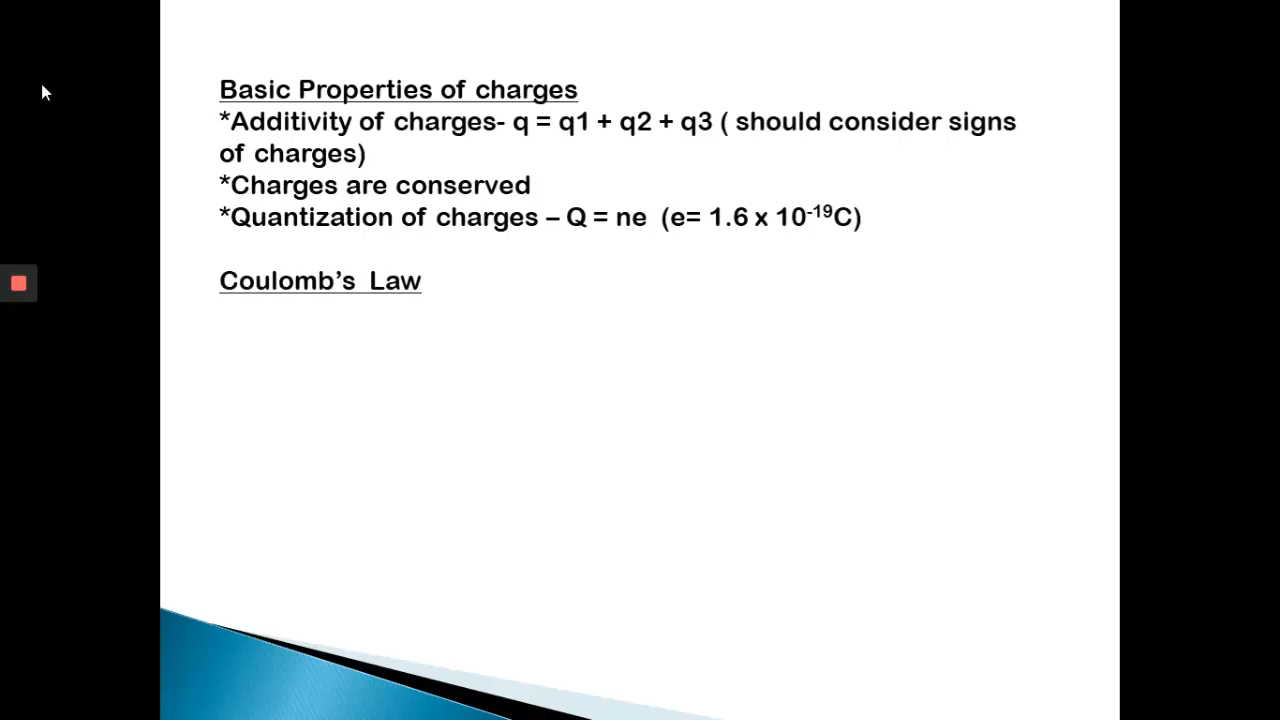 Basic Properties of charges
*Additivity of charges- q = q1 + q2 + q3 ( should consider signs
of charges)
*Charges are conserved
*Quantization of charges – Q = ne  (e= 1.6 x 10⁻¹⁹C)
Coulomb’s  Law